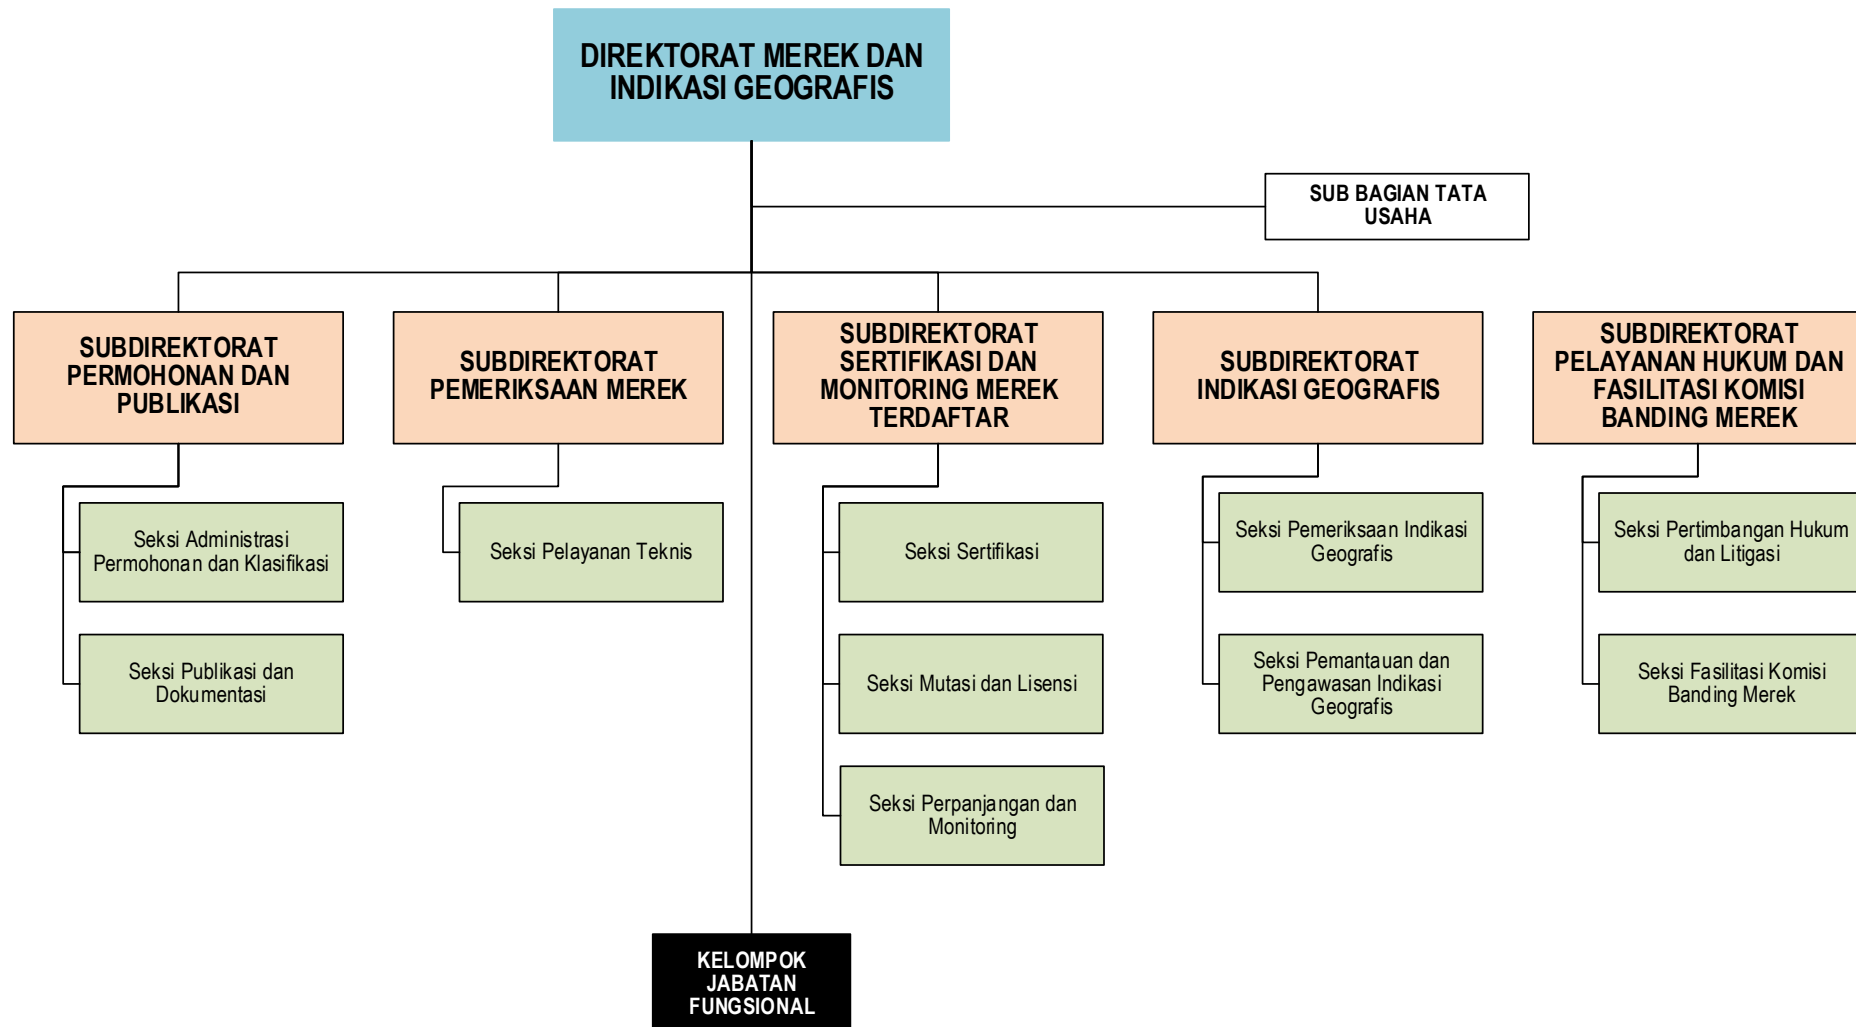 DIREKTORAT MEREK DAN
INDIKASI GEOGRAFIS
SUB BAGIAN TATA
USAHA
SUBDIREKTORAT
PERMOHONAN DAN
PUBLIKASI
SUBDIREKTORAT
PEMERIKSAAN MEREK
SUBDIREKTORAT
SERTIFIKASI DAN
MONITORING MEREK
TERDAFTAR
SUBDIREKTORAT
INDIKASI GEOGRAFIS
SUBDIREKTORAT
PELAYANAN HUKUM DAN
FASILITASI KOMISI
BANDING MEREK
Seksi Administrasi
Permohonan dan Klasifikasi
Seksi Publikasi dan
Dokumentasi
Seksi Pelayanan Teknis
Seksi Sertifikasi
Seksi Mutasi dan Lisensi
Seksi Perpanjangan dan
Monitoring
Seksi Pemeriksaan Indikasi
Geografis
Seksi Pemantauan dan
Pengawasan Indikasi
Geografis
Seksi Pertimbangan Hukum
dan Litigasi
Seksi Fasilitasi Komisi
Banding Merek
KELOMPOK
JABATAN
FUNGSIONAL